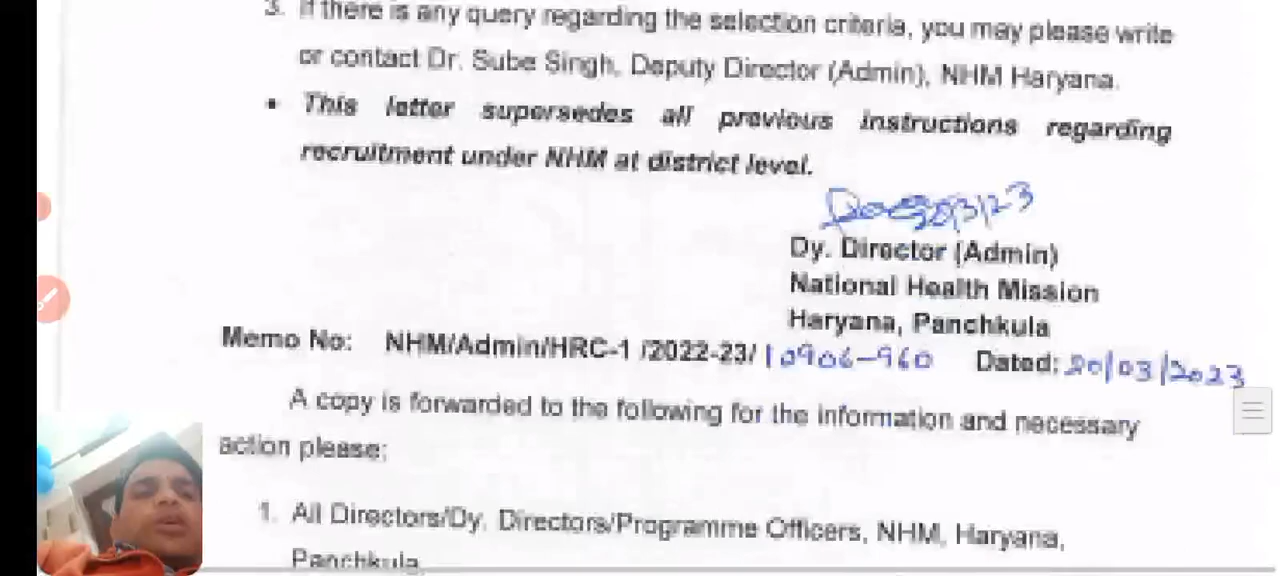 3. If there is any query regarding the selection criteria, you may please write
or contact Dr. Sube Singh, Deputy Director (Admin), NHM Haryana.
• This letter supersedes all previous instructions regarding
recruitment under NHM at district level.
20/3/23
Dy. Director (Admin)
National Health Mission
Haryana, Panchkula
Memo No: NHM/Admin/HRC-1 /2022-23/ 10906-960 Dated: 20/03/2023
A copy is forwarded to the following for the information and necessary
action please;
1. All Directors/Dy. Directors/Programme Officers, NHM, Haryana,
Panchkula.